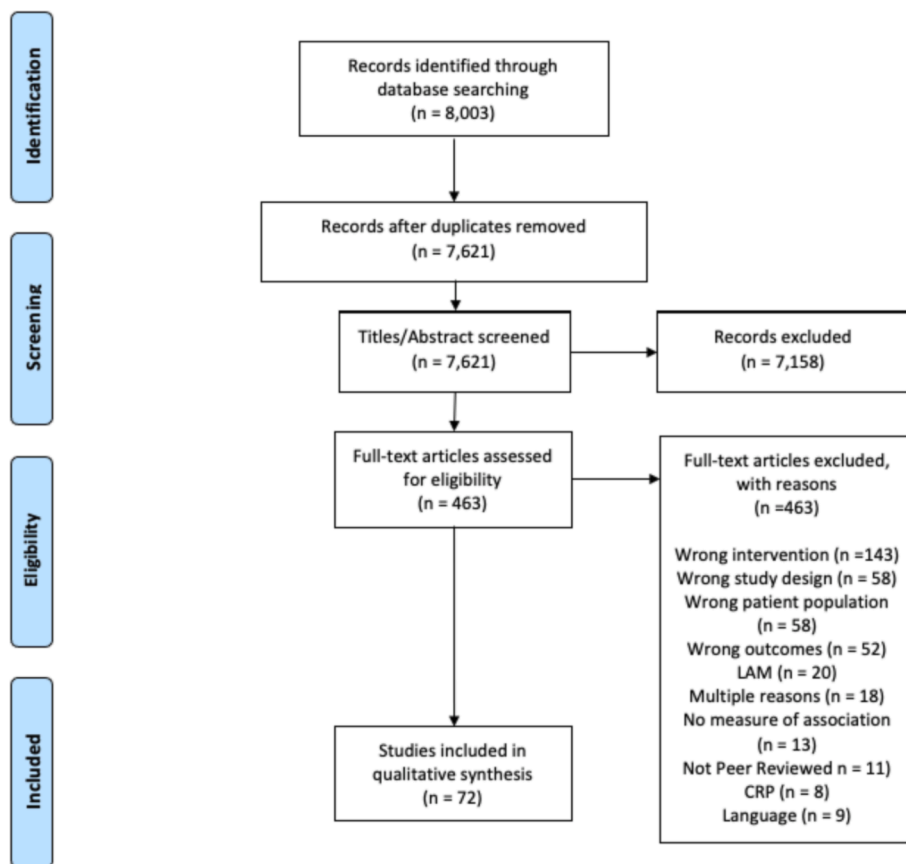 Identification
Records identified through
database searching
(n = 8,003)
Records after duplicates removed
(n = 7,621)
Screening
Titles/Abstract screened
(n = 7,621)
Records excluded
(n = 7,158)
Eligibility
Full-text articles assessed
for eligibility
(n = 463)
Full-text articles excluded,
with reasons
(n =463)
Wrong intervention (n =143)
Wrong study design (n = 58)
Wrong patient population
(n = 58)
Wrong outcomes (n = 52)
LAM (n = 20)
Multiple reasons (n = 18)
No measure of association
(n = 13)
Not Peer Reviewed n = 11)
CRP (n = 8)
Language (n = 9)
Included
Studies included in
qualitative synthesis
(n = 72)